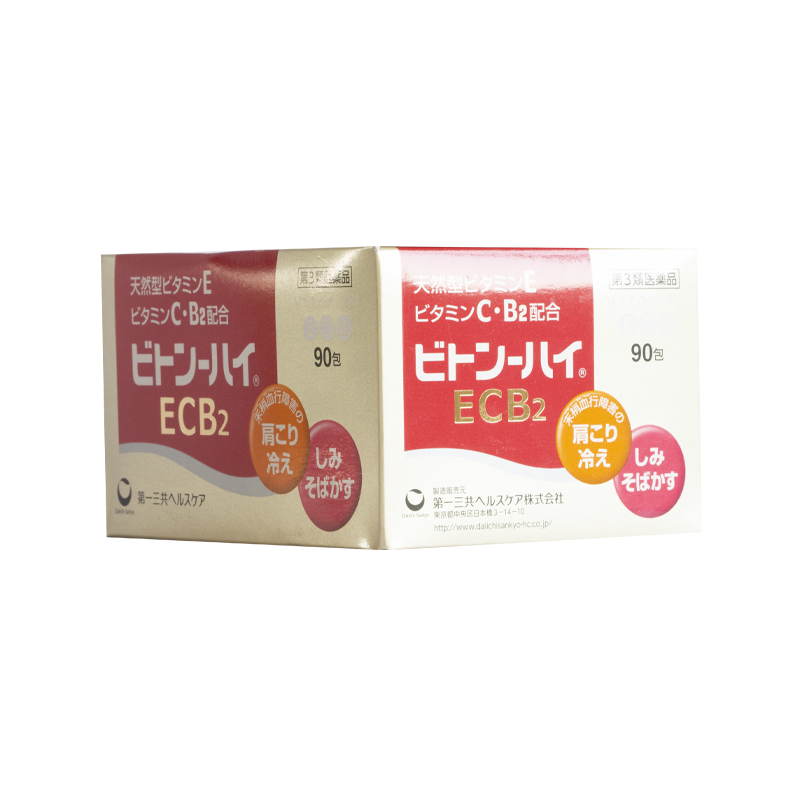 天然型ビタミンE
ビタミンC・B2配合
ビトン-ハイ®
ECB2
第3類医薬品
90包
末梢血行障害の
肩こり
冷え
しみ
そばかす
Daiichi-Sankyo
第一三共ヘルスケア
天然型ビタミンE
ビタミンC・B2配合
ビトン-ハイ®
ECB2
第3類医薬品
90包
末梢血行障害の
肩こり
冷え
しみ
そばかす
Daiichi-Sankyo
製造販売元
第一三共ヘルスケア株式会社
東京都中央区日本橋3-14-10
http://www.daiichisankyo-hc.co.jp/